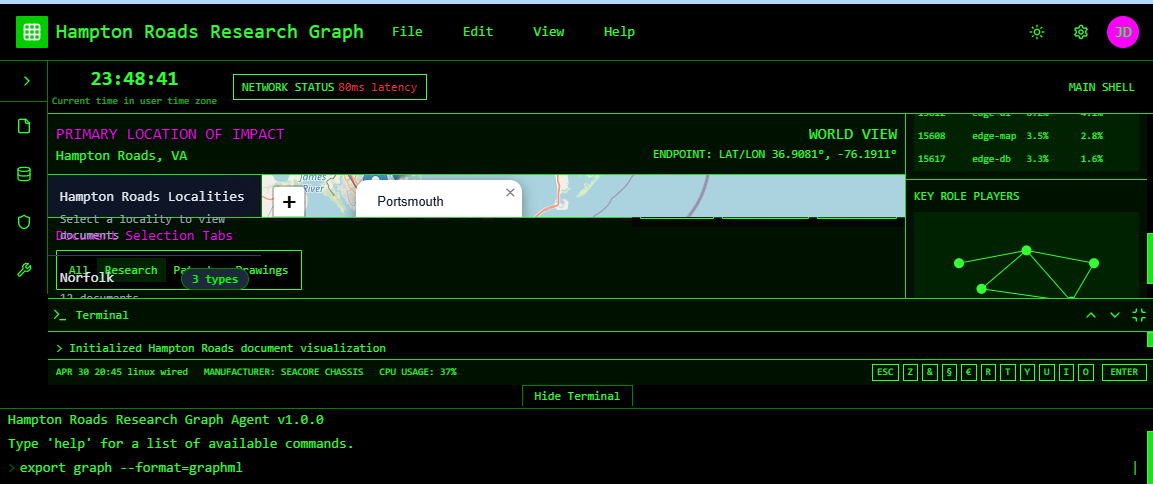 Hampton Roads Research Graph File Edit View Help JD
23:48:41
Current time in user time zone
NETWORK STATUS 80ms latency
MAIN SHELL
PRIMARY LOCATION OF IMPACT
Hampton Roads, VA
WORLD VIEW
ENDPOINT: LAT/LON 36.9081°, -76.1911°
15608 edge-map 3.5% 2.8%
15617 edge-db 3.3% 1.6%
KEY ROLE PLAYERS
Hampton Roads Localities
Select a locality to view
documents
James
River
+
Portsmouth
×
Document Selection Tabs
All Research Drawings
Norfolk
3 types
12 documents
>_ Terminal
> Initialized Hampton Roads document visualization
APR 30 20:45 linux wired MANUFACTURER: SEACORE CHASSIS CPU USAGE: 37%
ESC Z & § € R T Y U I O ENTER
Hide Terminal
Hampton Roads Research Graph Agent v1.0.0
Type 'help' for a list of available commands.
> export graph --format=graphml